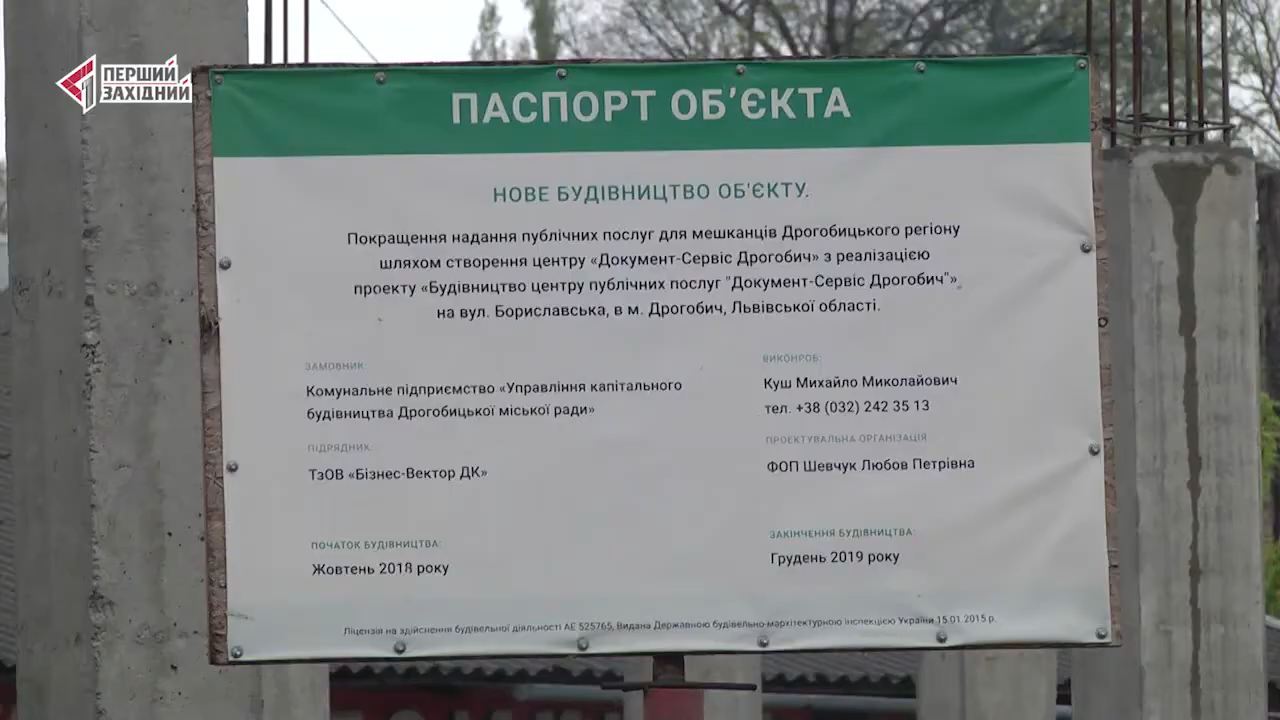 ПЕРШИЙ
ЗАХІДНИЙ
ПАСПОРТ ОБ'ЄКТА
НОВЕ БУДІВНИЦТВО ОБ'ЄКТУ.
Покращення надання публічних послуг для мешканців Дрогобицького регіону
шляхом створення центру «Документ-Сервіс Дрогобич» з реалізацією
проекту «Будівництво центру публічних послуг "Документ-Сервіс Дрогобич"»
на вул. Бориславська, в м. Дрогобич, Львівської області.
ЗАМОВНИК:
Комунальне підприємство «Управління капітального
будівництва Дрогобицької міської ради»
ПІДРЯДНИК:
ТзОВ «Бізнес-Вектор ДК»
ПОЧАТОК БУДІВНИЦТВА:
Жовтень 2018 року
ВИКОНРОБ:
Куш Михайло Миколайович
тел. +38 (032) 242 35 13
ПРОЕКТУВАЛЬНА ОРГАНІЗАЦІЯ
ФОП Шевчук Любов Петрівна
ЗАКІНЧЕННЯ БУДІВНИЦТВА:
Грудень 2019 року
Ліцензія на здійснення будівельної діяльності АЕ 525765, Видана Державною будівельно-мархітектурною інспекцією України 15.01.2015 р.